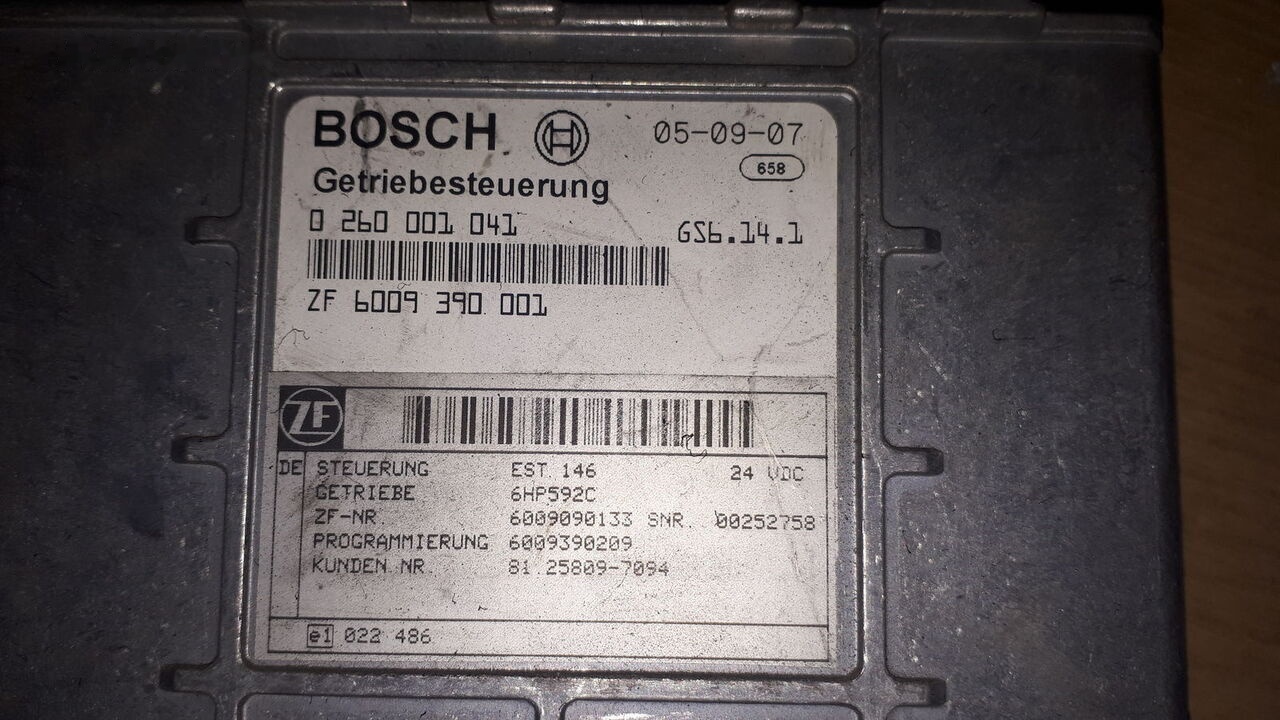 BOSCH 05-09-07
658
Getriebesteuerung
0 260 001 041 GS6.14.1
ZF 6009 390 001
ZF
DE STEUERUNG EST 146 24 VDC
GETRIEBE 6HP592C
ZF-NR. 6009090133 SNR. 00252758
PROGRAMMIERUNG 6009390209
KUNDEN NR. 81.25809-7094
e1 022 486